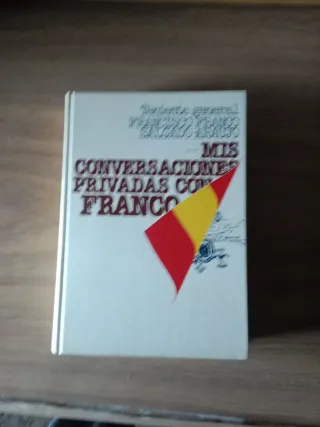 Teniente general
FRANCISCO FRANCO
SALGADO ARAUJO
MIS
CONVERSACIONES
PRIVADAS CON
FRANCO